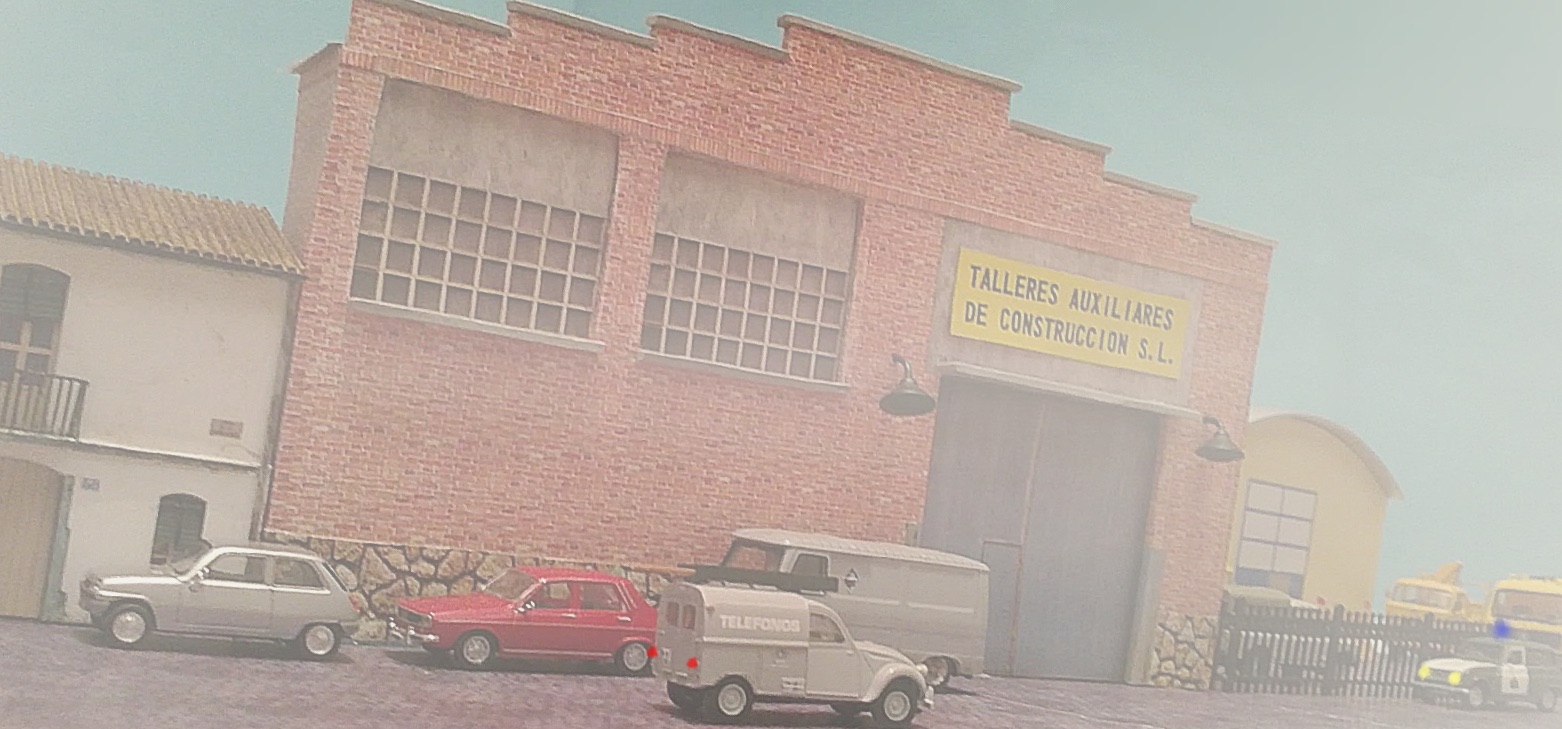 TALLERES AUXILIARES
DE CONSTRUCCION S.L.
TELEFONOS